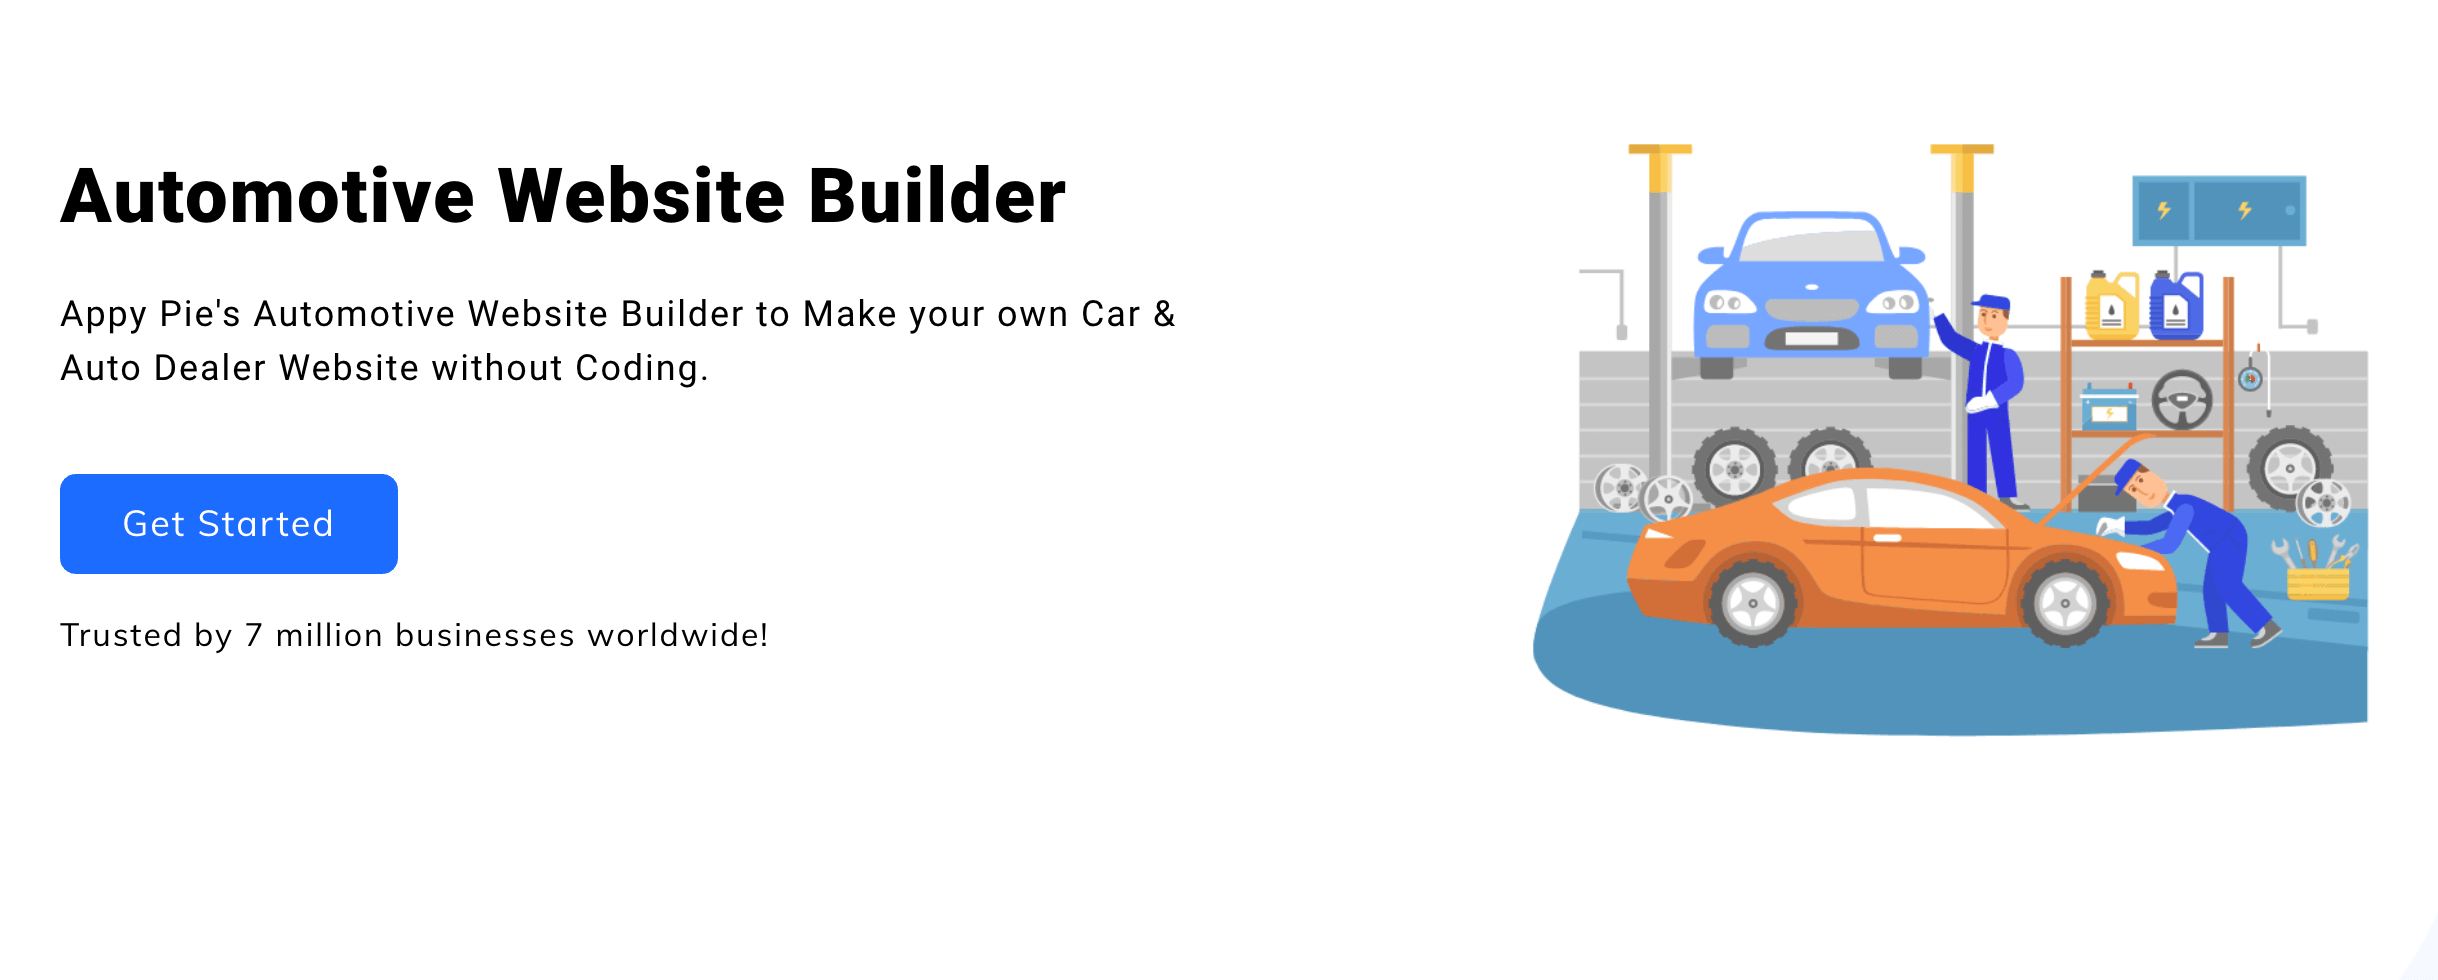 Automotive Website Builder
Appy Pie's Automotive Website Builder to Make your own Car &
Auto Dealer Website without Coding.
Get Started
Trusted by 7 million businesses worldwide!